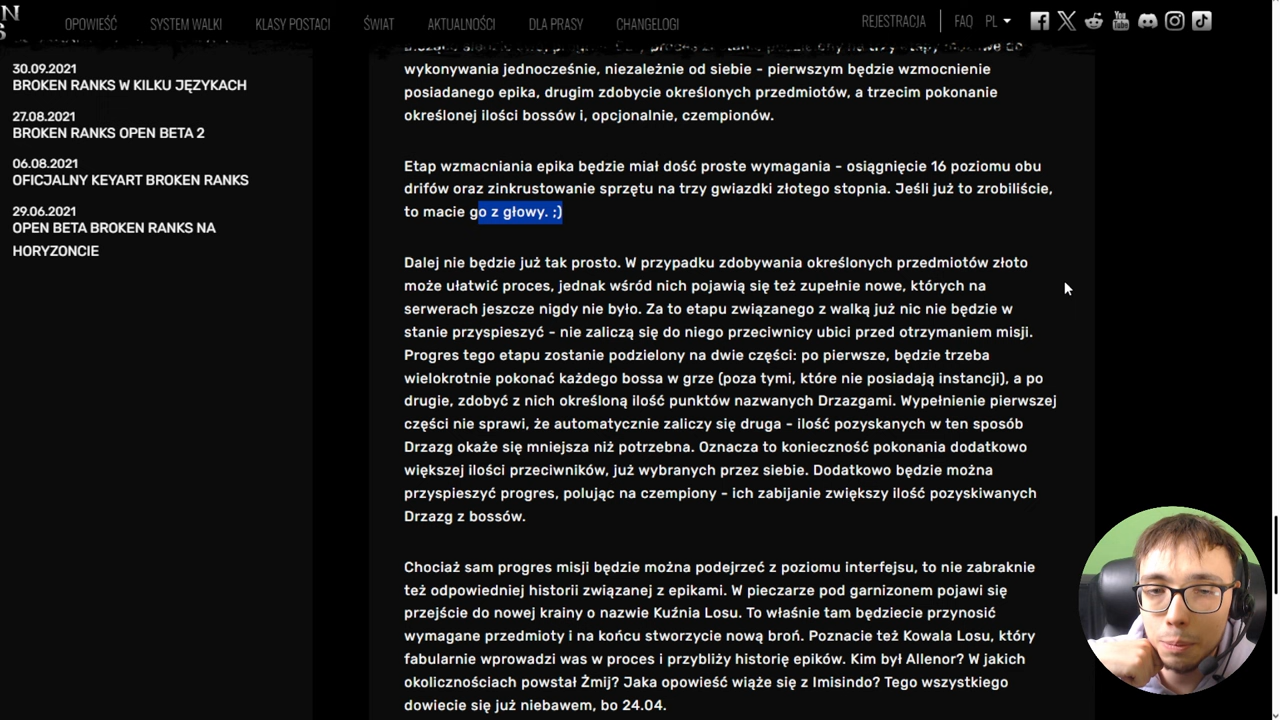 N
S
OPOWIEŚĆ SYSTEM WALKI KLASY POSTACI ŚWIAT AKTUALNOŚCI DLA PRASY CHANGELOGI REJESTRACJA FAQ PL
30.09.2021
BROKEN RANKS W KILKU JĘZYKACH
27.08.2021
BROKEN RANKS OPEN BETA 2
06.08.2021
OFICJALNY KEYART BROKEN RANKS
29.06.2021
OPEN BETA BROKEN RANKS NA
HORYZONCIE
wykonywania jednocześnie, niezależnie od siebie - pierwszym będzie wzmocnienie
posiadanego epika, drugim zdobycie określonych przedmiotów, a trzecim pokonanie
określonej ilości bossów i, opcjonalnie, czempionów.
Etap wzmacniania epika będzie miał dość proste wymagania - osiągnięcie 16 poziomu obu
drifów oraz zinkrustowanie sprzętu na trzy gwiazdki złotego stopnia. Jeśli już to zrobiliście,
to macie go z głowy. ;)
Dalej nie będzie już tak prosto. W przypadku zdobywania określonych przedmiotów złoto
może ułatwić proces, jednak wśród nich pojawią się też zupełnie nowe, których na
serwerach jeszcze nigdy nie było. Za to etapu związanego z walką już nic nie będzie w
stanie przyspieszyć - nie zaliczą się do niego przeciwnicy ubici przed otrzymaniem misji.
Progres tego etapu zostanie podzielony na dwie części: po pierwsze, będzie trzeba
wielokrotnie pokonać każdego bossa w grze (poza tymi, które nie posiadają instancji), a po
drugie, zdobyć z nich określoną ilość punktów nazwanych Drzazgami. Wypełnienie pierwszej
części nie sprawi, że automatycznie zaliczy się druga - ilość pozyskanych w ten sposób
Drzazg okaże się mniejsza niż potrzebna. Oznacza to konieczność pokonania dodatkowo
większej ilości przeciwników, już wybranych przez siebie. Dodatkowo będzie można
przyspieszyć progres, polując na czempiony - ich zabijanie zwiększy ilość pozyskiwanych
Drzazg z bossów.
Chociaż sam progres misji będzie można podejrzeć z poziomu interfejsu, to nie zabraknie
też odpowiedniej historii związanej z epikami. W pieczarze pod garnizonem pojawi się
przejście do nowej krainy o nazwie Kuźnia Losu. To właśnie tam będziecie przynosić
wymagane przedmioty i na końcu stworzycie nową broń. Poznacie też Kowala Losu, który
fabularnie wprowadzi was w proces i przybliży historię epików. Kim był Allenor? W jakich
okolicznościach powstał Żmij? Jaka opowieść wiąże się z Imisindo? Tego wszystkiego
dowiecie się już niebawem, bo 24.04.